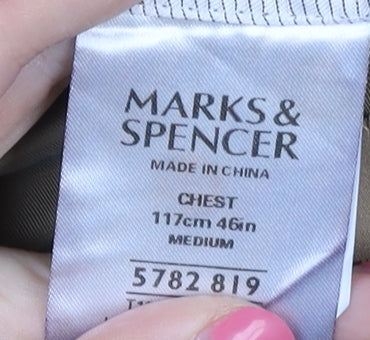 MARKS &
SPENCER
MADE IN CHINA
CHEST
117cm 46in
MEDIUM
5782 819